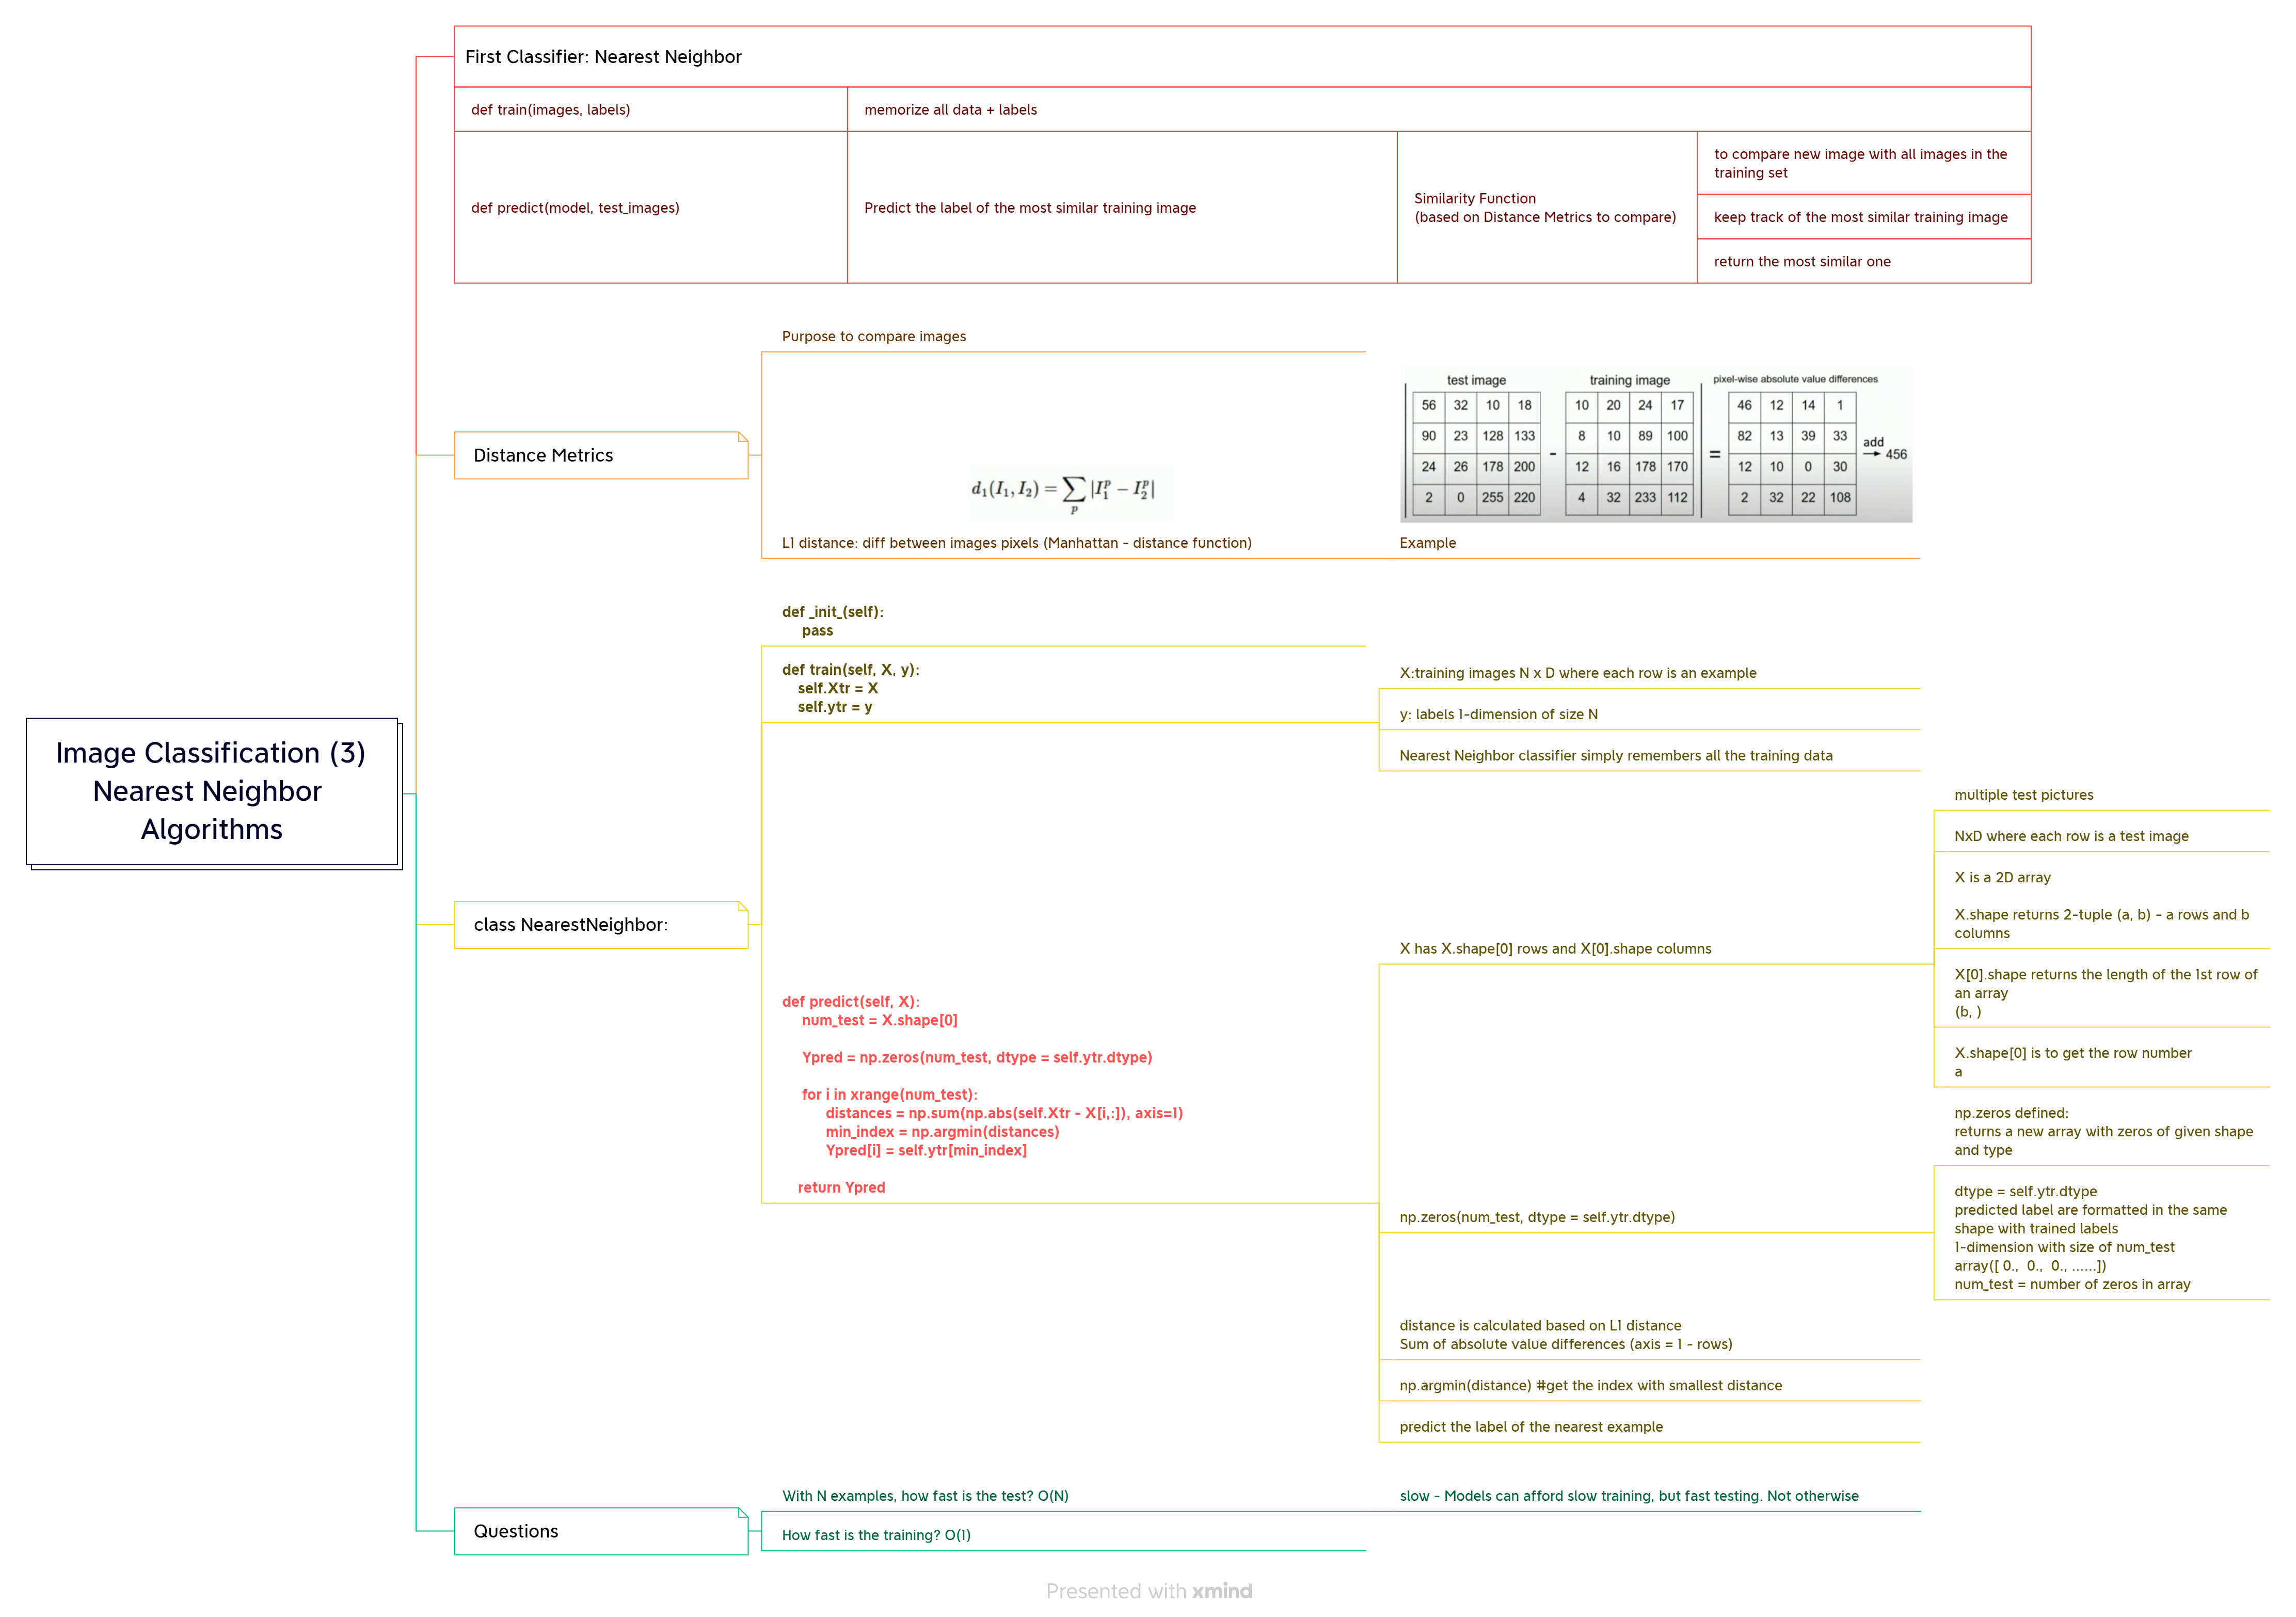 First Classifier: Nearest Neighbor
def train(images, labels)
memorize all data + labels
def predict(model, test_images)
Predict the label of the most similar training image
Similarity Function
(based on Distance Metrics to compare)
to compare new image with all images in the
training set
keep track of the most similar training image
return the most similar one
Distance Metrics
Purpose to compare images
d₁(I₁, I₂) = ∑ₚ |I₁ᵖ − I₂ᵖ|
L1 distance: diff between images pixels (Manhattan - distance function)
test image training image pixel-wise absolute value differences
56 32 10 18 10 20 24 17 46 12 14 1
90 23 128 133 8 10 89 100 82 13 39 33
- = add → 456
24 26 178 200 12 16 178 170 12 10 0 30
2 0 255 220 4 32 233 112 2 32 22 108
Example
Image Classification (3)
Nearest Neighbor
Algorithms
class NearestNeighbor:
def _init_(self):
pass
def train(self, X, y):
self.Xtr = X
self.ytr = y
X:training images N x D where each row is an example
y: labels 1-dimension of size N
Nearest Neighbor classifier simply remembers all the training data
def predict(self, X):
num_test = X.shape[0]
Ypred = np.zeros(num_test, dtype = self.ytr.dtype)
for i in xrange(num_test):
distances = np.sum(np.abs(self.Xtr - X[i,:]), axis=1)
min_index = np.argmin(distances)
Ypred[i] = self.ytr[min_index]
return Ypred
X has X.shape[0] rows and X[0].shape columns
multiple test pictures
NxD where each row is a test image
X is a 2D array
X.shape returns 2-tuple (a, b) - a rows and b
columns
X[0].shape returns the length of the 1st row of
an array
(b, )
X.shape[0] is to get the row number
a
np.zeros(num_test, dtype = self.ytr.dtype)
np.zeros defined:
returns a new array with zeros of given shape
and type
dtype = self.ytr.dtype
predicted label are formatted in the same
shape with trained labels
1-dimension with size of num_test
array([ 0., 0., 0., ......])
num_test = number of zeros in array
distance is calculated based on L1 distance
Sum of absolute value differences (axis = 1 - rows)
np.argmin(distance) #get the index with smallest distance
predict the label of the nearest example
Questions
With N examples, how fast is the test? O(N)
slow - Models can afford slow training, but fast testing. Not otherwise
How fast is the training? O(1)
Presented with xmind